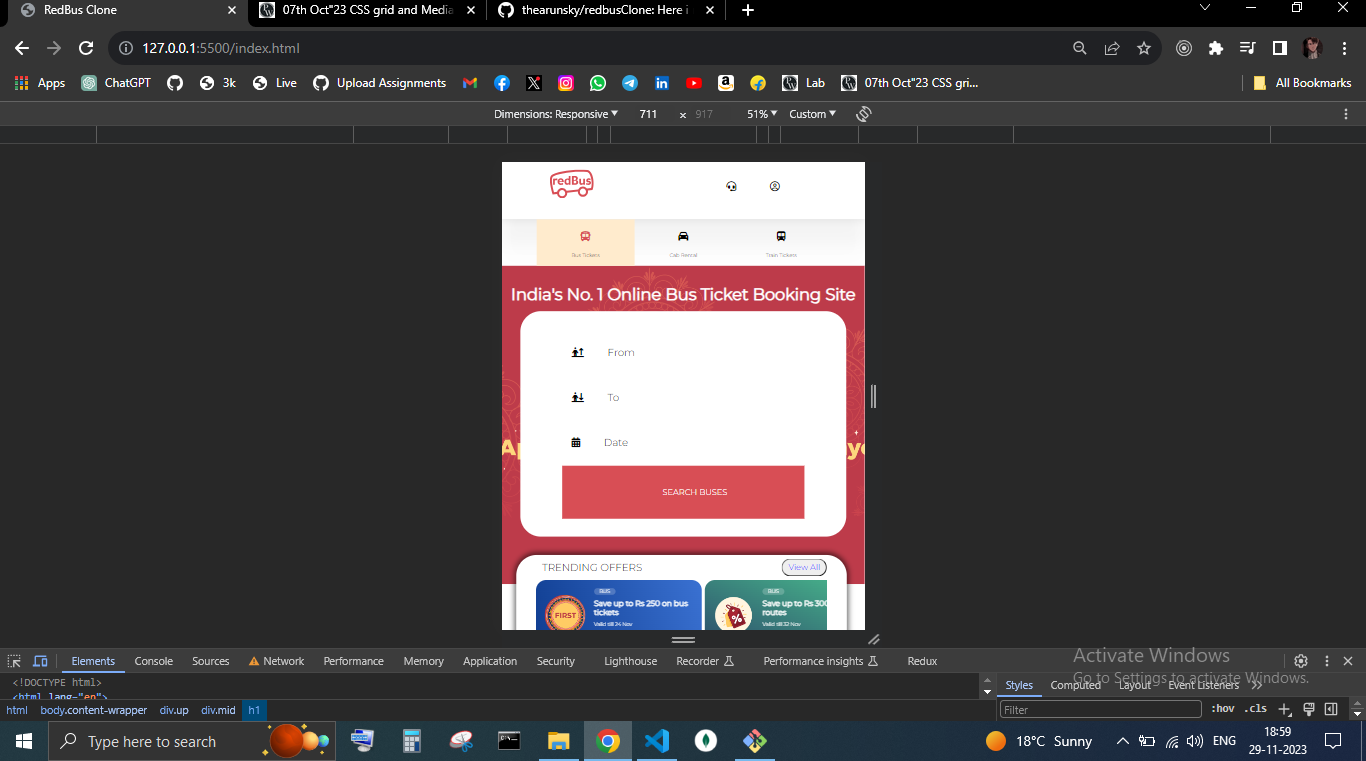 RedBus Clone
07th Oct"23 CSS grid and Media
thearunsky/redbusClone: Here i
127.0.0.1:5500/index.html
Apps
ChatGPT
3k
Live
Upload Assignments
Lab
07th Oct"23 CSS gri...
All Bookmarks
Dimensions: Responsive
711
×
917
51%
Custom
redBus
Bus Tickets
Cab Rental
Train Tickets
India's No. 1 Online Bus Ticket Booking Site
From
To
Date
SEARCH BUSES
TRENDING OFFERS
View All
BUS
Save up to Rs 250 on bus
tickets
Valid till 24 Nov
FIRST
BUS
Save up to Rs 300
routes
Valid till 32 Nov
Elements
Console
Sources
Network
Performance
Memory
Application
Security
Lighthouse
Recorder
Performance insights
Redux
Activate Windows
Go to Settings to activate Windows.
<!DOCTYPE html>
<html lang="en">
Styles
Computed
Layout
Event Listeners
html
body.content-wrapper
div.up
div.mid
h1
Filter
:hov
.cls
Type here to search
18°C Sunny
ENG
18:59
29-11-2023